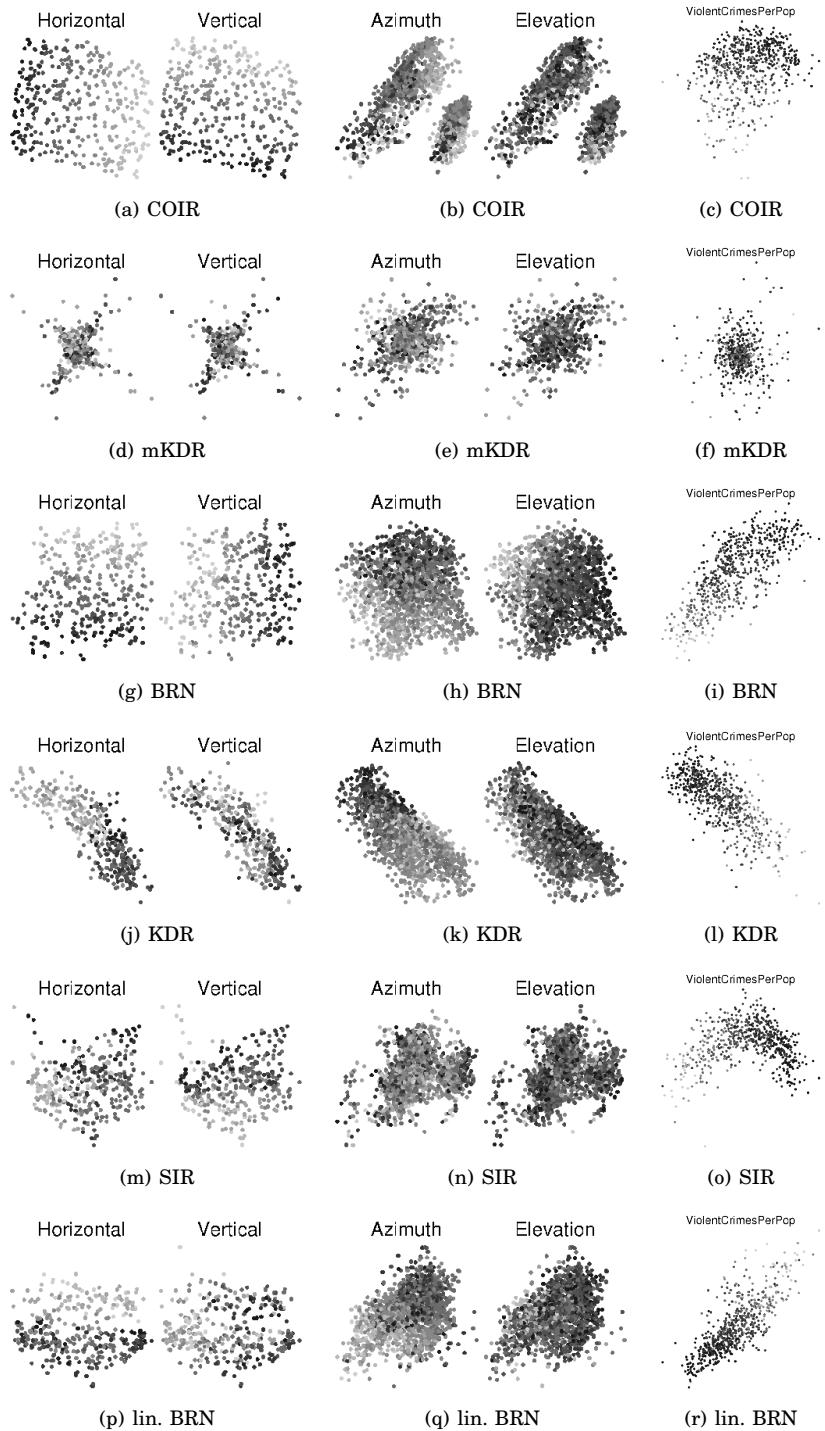 Horizontal Vertical Azimuth Elevation ViolentCrimesPerPop
(a) COIR (b) COIR (c) COIR
Horizontal Vertical Azimuth Elevation ViolentCrimesPerPop
(d) mKDR (e) mKDR (f) mKDR
Horizontal Vertical Azimuth Elevation ViolentCrimesPerPop
(g) BRN (h) BRN (i) BRN
Horizontal Vertical Azimuth Elevation ViolentCrimesPerPop
(j) KDR (k) KDR (l) KDR
Horizontal Vertical Azimuth Elevation ViolentCrimesPerPop
(m) SIR (n) SIR (o) SIR
Horizontal Vertical Azimuth Elevation ViolentCrimesPerPop
(p) lin. BRN (q) lin. BRN (r) lin. BRN